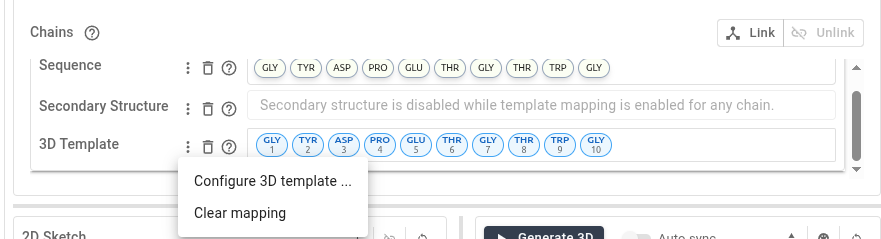 Chains
Link Unlink
Sequence GLY TYR ASP PRO GLU THR GLY THR TRP GLY
Secondary Structure Secondary structure is disabled while template mapping is enabled for any chain.
3D Template GLY TYR ASP PRO GLU THR GLY THR TRP GLY
1 2 3 4 5 6 7 8 9 10
Configure 3D template ...
Clear mapping
2D Sketch Generate 3D Auto sync